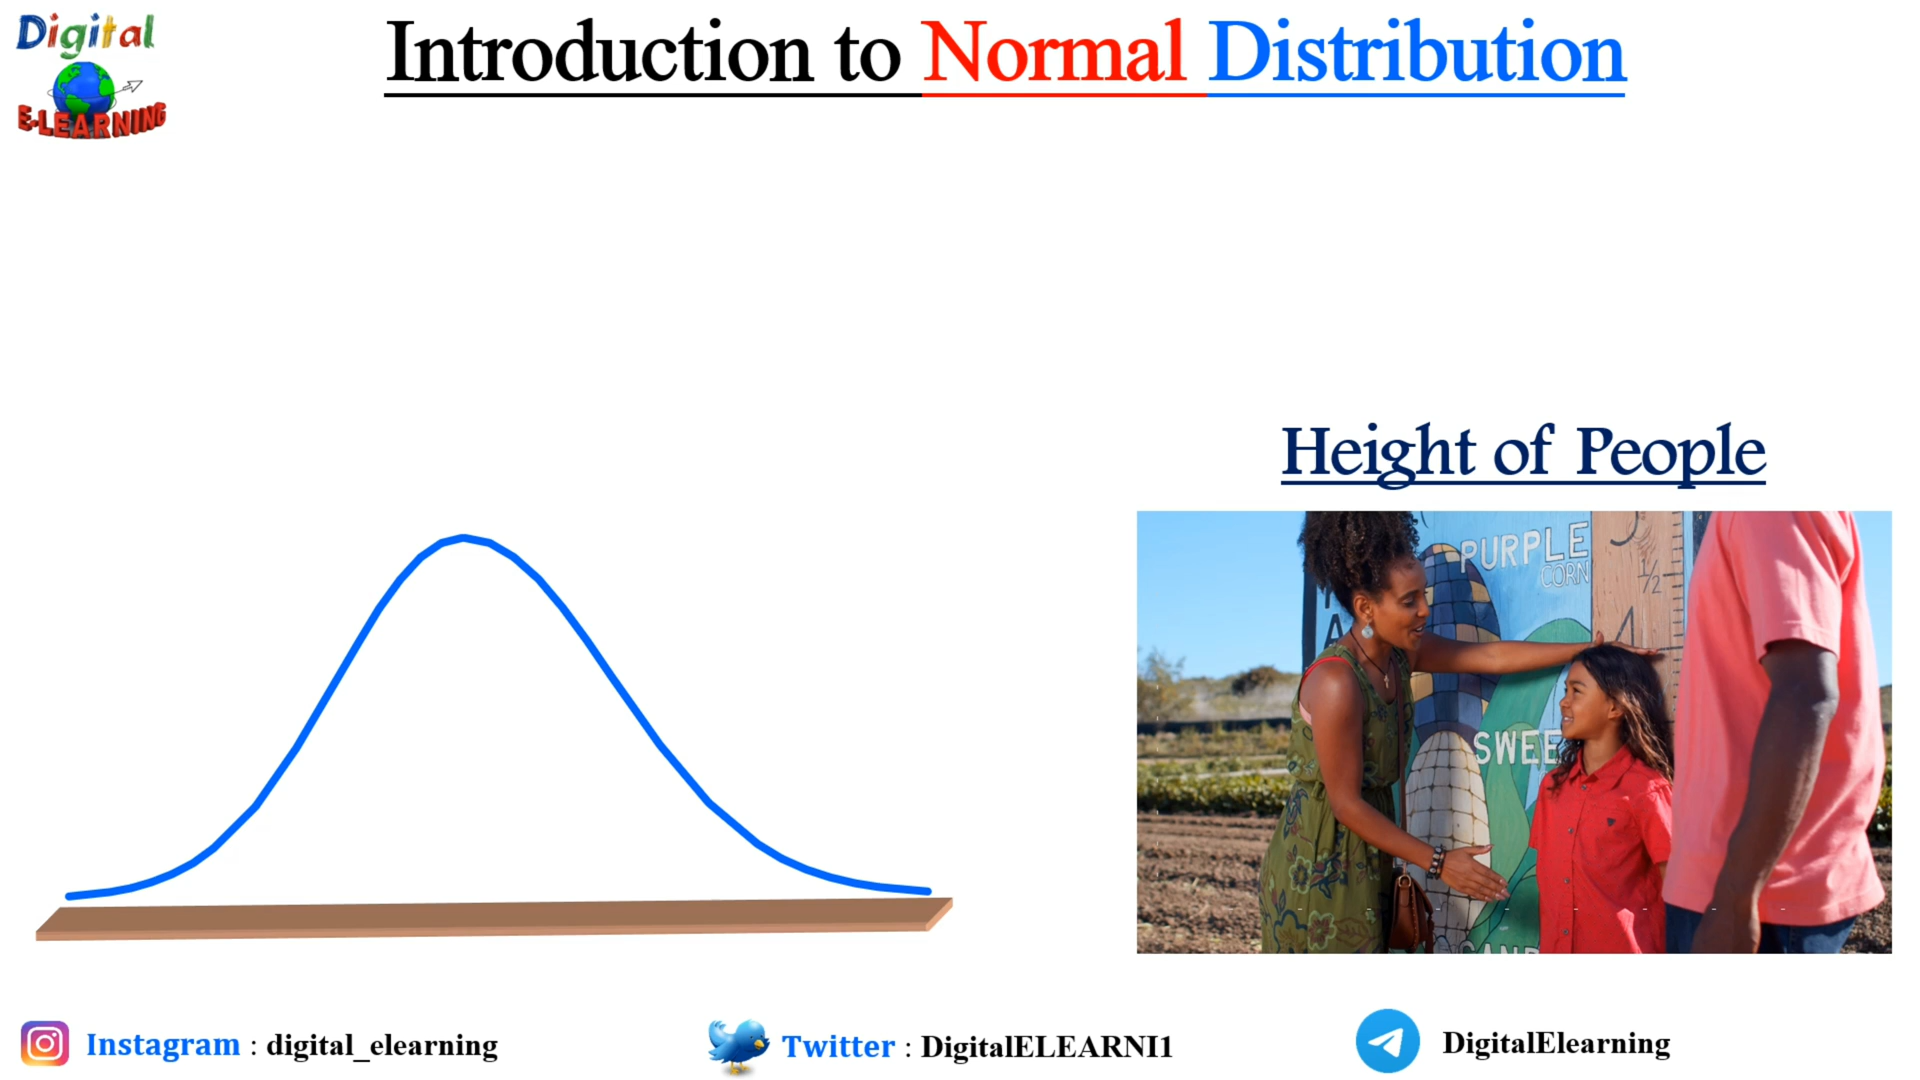 Digital
E-LEARNING
Introduction to Normal Distribution
Height of People
PURPLE
CORN
1/2
4
A
SWEE
Instagram : digital_elearning
Twitter : DigitalELEARNI1
DigitalElearning